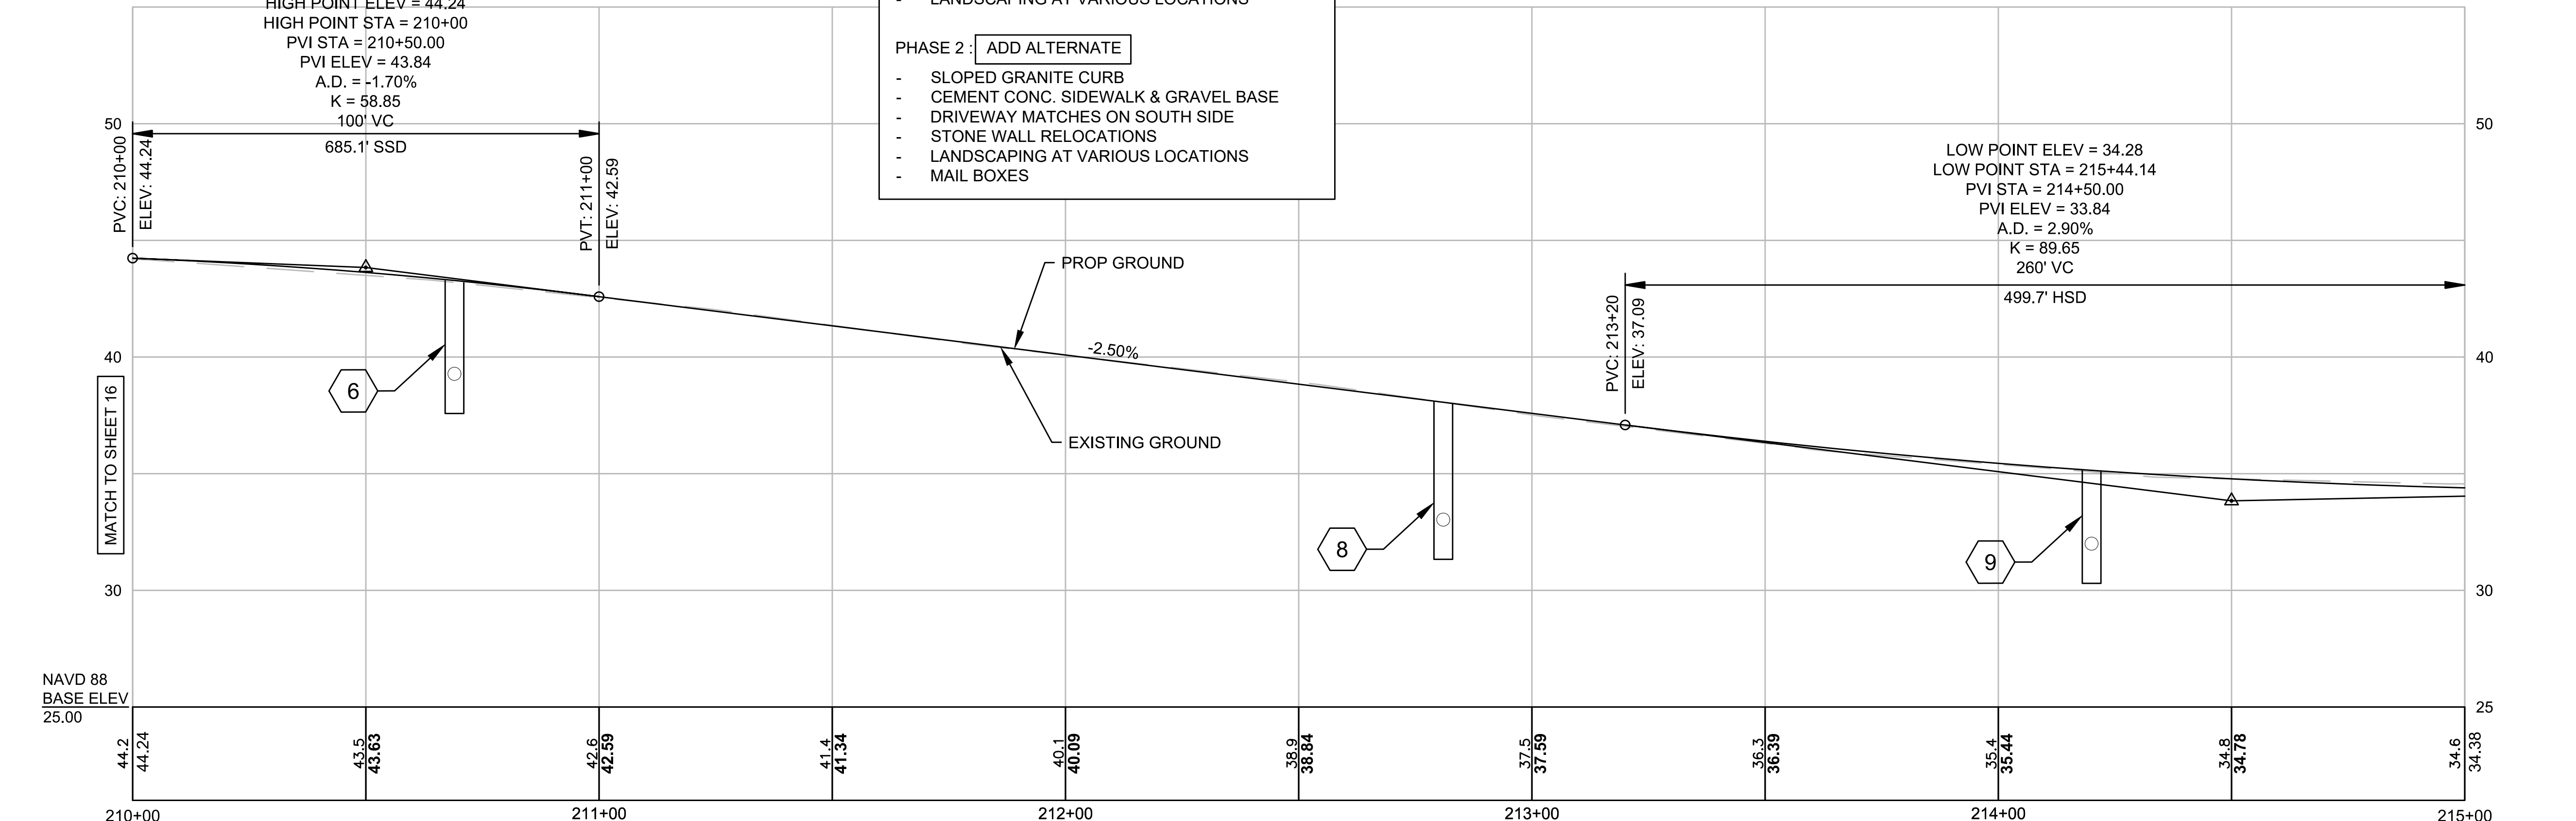 HIGH POINT ELEV = 44.24
HIGH POINT STA = 210+00
PVI STA = 210+50.00
PVI ELEV = 43.84
A.D. = -1.70%
K = 58.85
100' VC
685.1' SSD
PVC: 210+00
ELEV: 44.24
PVT: 211+00
ELEV: 42.59
- LANDSCAPING AT VARIOUS LOCATIONS
PHASE 2 : ADD ALTERNATE
- SLOPED GRANITE CURB
- CEMENT CONC. SIDEWALK & GRAVEL BASE
- DRIVEWAY MATCHES ON SOUTH SIDE
- STONE WALL RELOCATIONS
- LANDSCAPING AT VARIOUS LOCATIONS
- MAIL BOXES
LOW POINT ELEV = 34.28
LOW POINT STA = 215+44.14
PVI STA = 214+50.00
PVI ELEV = 33.84
A.D. = 2.90%
K = 89.65
260' VC
499.7' HSD
PVC: 213+20
ELEV: 37.09
50
50
40
40
30
30
25
PROP GROUND
-2.50%
EXISTING GROUND
6
8
9
MATCH TO SHEET 16
NAVD 88
BASE ELEV
25.00
44.2
44.24
43.5
43.63
42.6
42.59
41.4
41.34
40.1
40.09
38.9
38.84
37.5
37.59
36.3
36.39
35.4
35.44
34.8
34.78
34.6
34.38
210+00
211+00
212+00
213+00
214+00
215+00